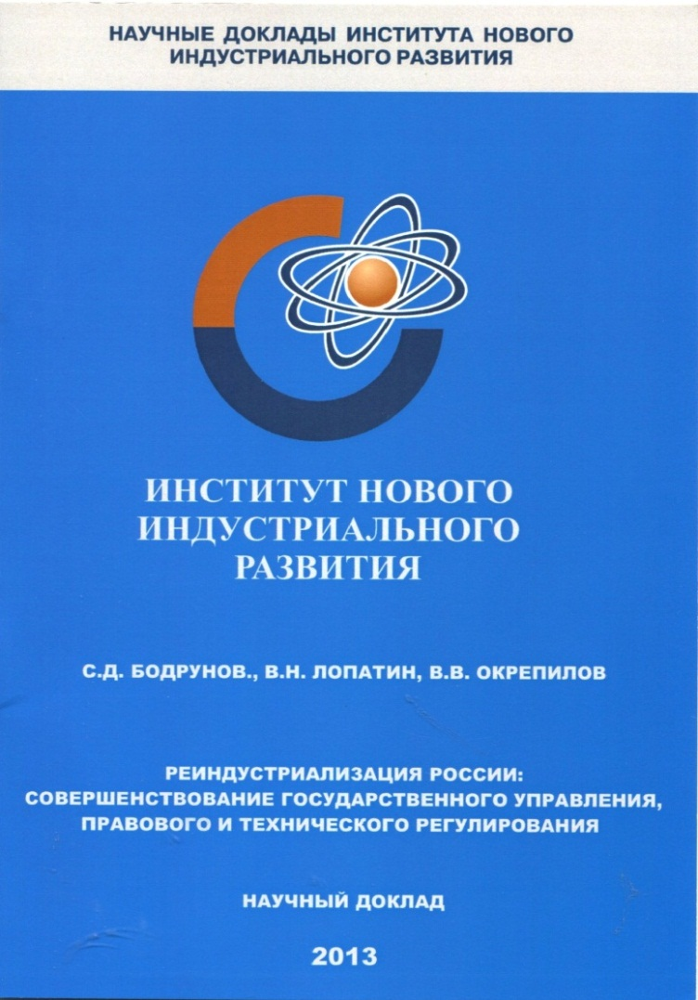 НАУЧНЫЕ ДОКЛАДЫ ИНСТИТУТА НОВОГО
ИНДУСТРИАЛЬНОГО РАЗВИТИЯ
ИНСТИТУТ НОВОГО
ИНДУСТРИАЛЬНОГО
РАЗВИТИЯ
С.Д. БОДРУНОВ., В.Н. ЛОПАТИН, В.В. ОКРЕПИЛОВ
РЕИНДУСТРИАЛИЗАЦИЯ РОССИИ:
СОВЕРШЕНСТВОВАНИЕ ГОСУДАРСТВЕННОГО УПРАВЛЕНИЯ,
ПРАВОВОГО И ТЕХНИЧЕСКОГО РЕГУЛИРОВАНИЯ
НАУЧНЫЙ ДОКЛАД
2013